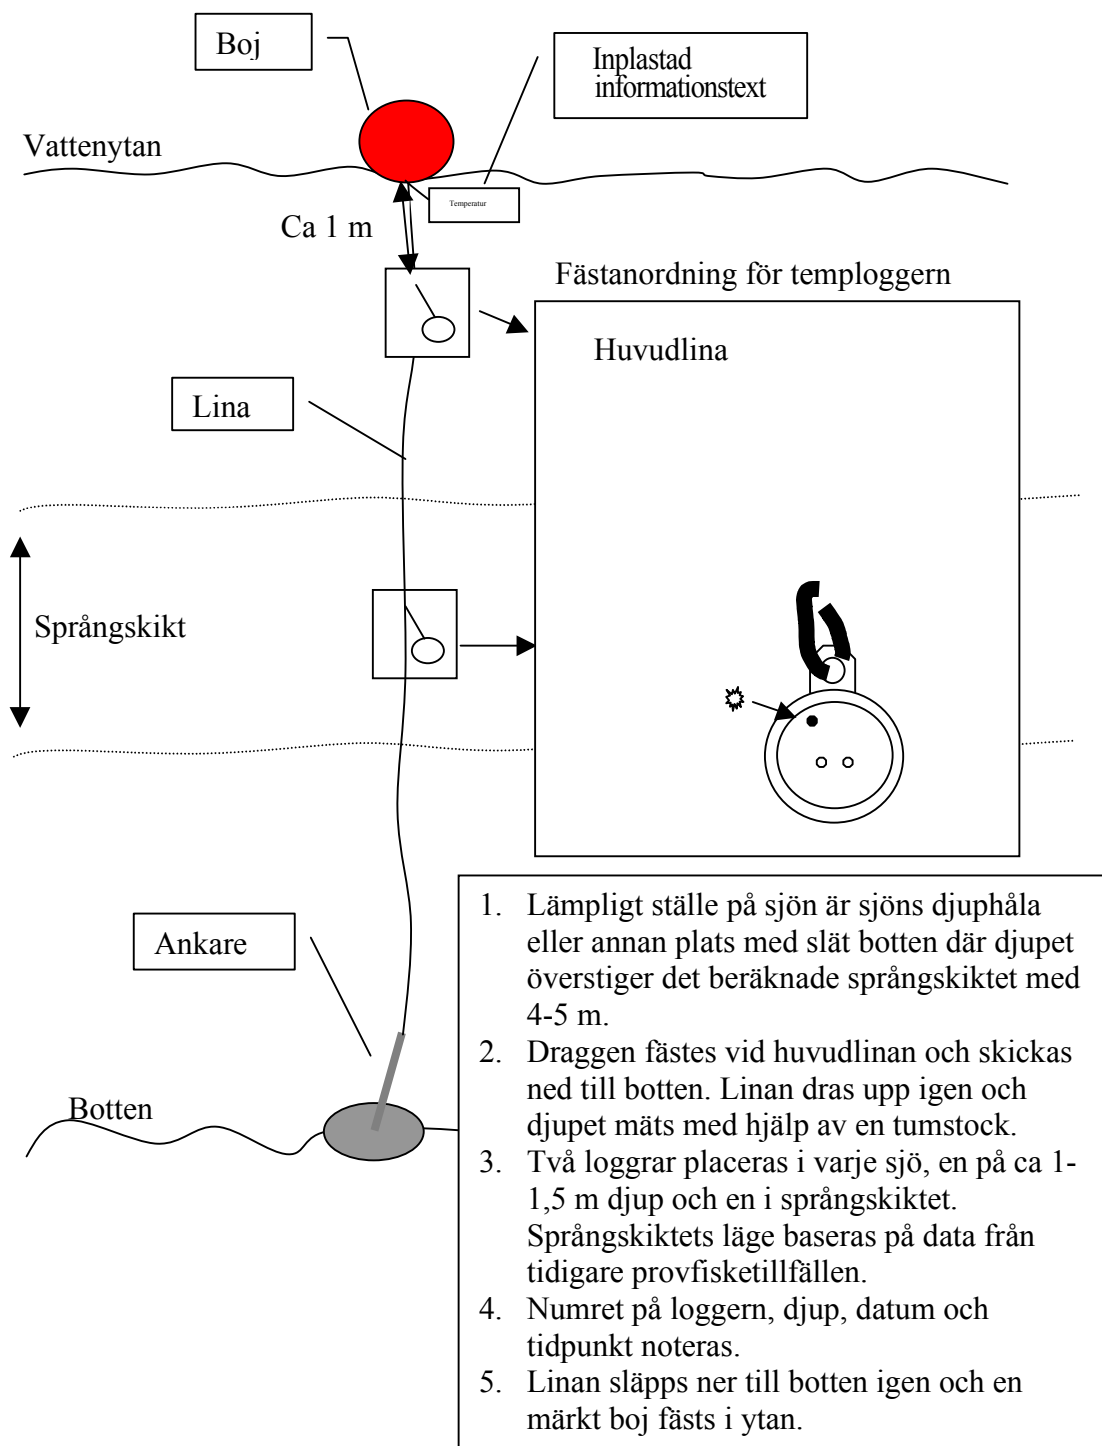 Boj
Inplastad
informationstext
Vattenytan
Temperatur
Ca 1 m
Fästanordning för temploggern
Huvudlina
Lina
Språngskikt
Ankare
Botten
1. Lämpligt ställe på sjön är sjöns djuphåla
eller annan plats med slät botten där djupet
överstiger det beräknade språngskiktet med
4-5 m.
2. Draggen fästes vid huvudlinan och skickas
ned till botten. Linan dras upp igen och
djupet mäts med hjälp av en tumstock.
3. Två loggrar placeras i varje sjö, en på ca 1-
1,5 m djup och en i språngskiktet.
Språngskiktets läge baseras på data från
tidigare provfisketillfällen.
4. Numret på loggern, djup, datum och
tidpunkt noteras.
5. Linan släpps ner till botten igen och en
märkt boj fästs i ytan.